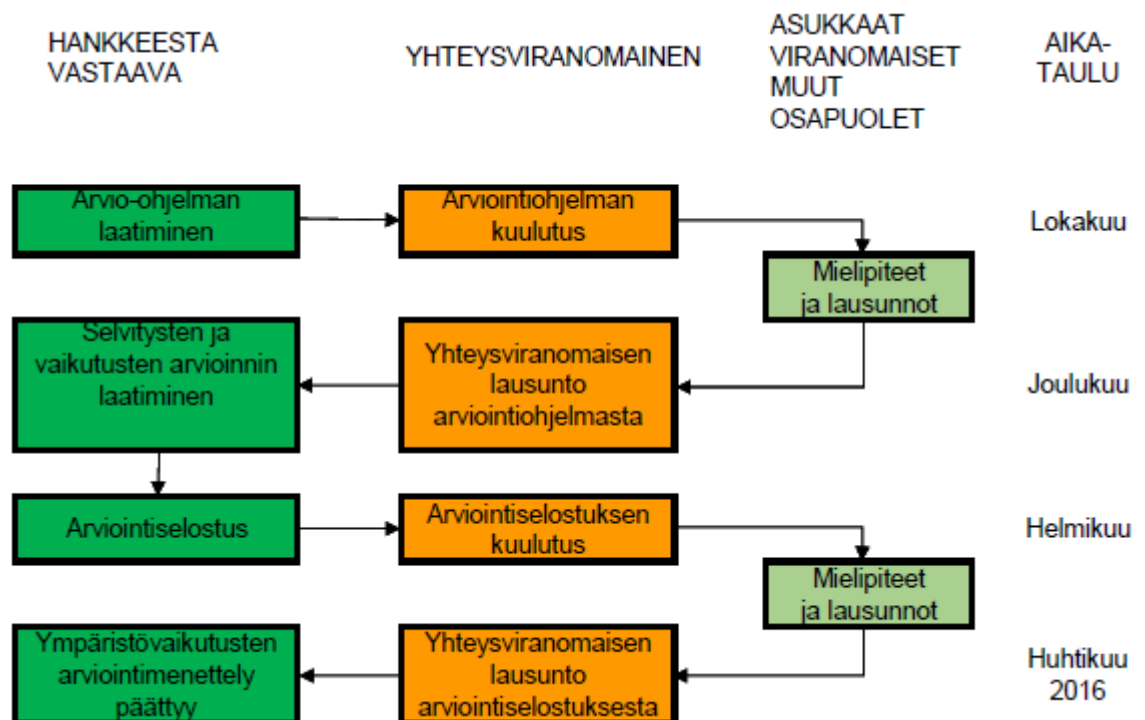 HANKKEESTA
VASTAAVA
YHTEYSVIRANOMAINEN
ASUKKAAT
VIRANOMAISET
MUUT
OSAPUOLET
AIKA-
TAULU
Arvio-ohjelman
laatiminen
Arviointiohjelman
kuulutus
Lokakuu
Mielipiteet
ja lausunnot
Selvitysten ja
vaikutusten arvioinnin
laatiminen
Yhteysviranomaisen
lausunto
arviointiohjelmasta
Joulukuu
Arviointiselostus
Arviointiselostuksen
kuulutus
Helmikuu
Mielipiteet
ja lausunnot
Ympäristövaikutusten
arviointimenettely
päättyy
Yhteysviranomaisen
lausunto
arviointiselostuksesta
Huhtikuu
2016